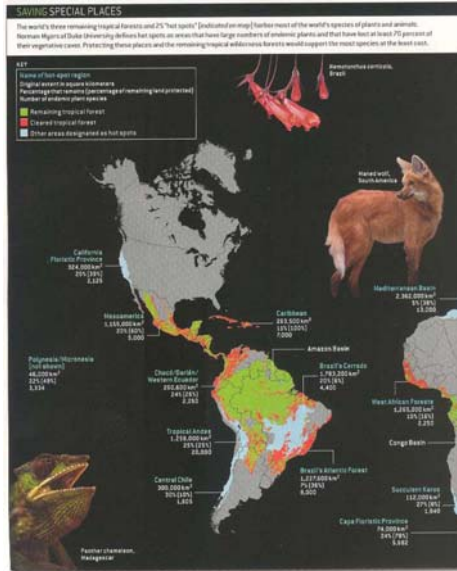 SAVING SPECIAL PLACES
The world's three remaining tropical forests and 25 "hot spots" (indicated on map) harbor most of the world's species of plants and animals.
Norman Myers of Duke University defines hot spots as areas that have large numbers of endemic plants and that have lost at least 70 percent of
their vegetative cover. Protecting these places and the remaining tropical wilderness forests would support the most species at the least cost.
KEY
Name of hot-spot region
Original extent in square kilometers
Percentage that remains (percentage of remaining land protected)
Number of endemic plant species
Remaining tropical forest
Cleared tropical forest
Other areas designated as hot spots
Brazil
Maned wolf,
South America
California
Floristic Province
324,000 km²
25% (39%)
2,125
Mesoamerica
1,155,000 km²
20% (60%)
5,000
Caribbean
263,500 km²
11% (100%)
7,000
Mediterranean Basin
2,362,000 km²
5% (38%)
13,000
Polynesia/Micronesia
(not shown)
46,000 km²
22% (49%)
3,334
Chocó/Darién/
Western Ecuador
260,600 km²
24% (26%)
2,250
Amazon Basin
Brazil's Cerrado
1,783,200 km²
20% (6%)
4,400
West African Forests
1,265,000 km²
10% (16%)
2,250
Tropical Andes
1,258,000 km²
25% (25%)
20,000
Congo Basin
Central Chile
300,000 km²
30% (10%)
1,605
Brazil's Atlantic Forest
1,227,600 km²
7% (36%)
8,000
Succulent Karoo
112,000 km²
27% (8%)
1,940
Cape Floristic Province
74,000 km²
24% (78%)
5,682
Panther chameleon,
Madagascar